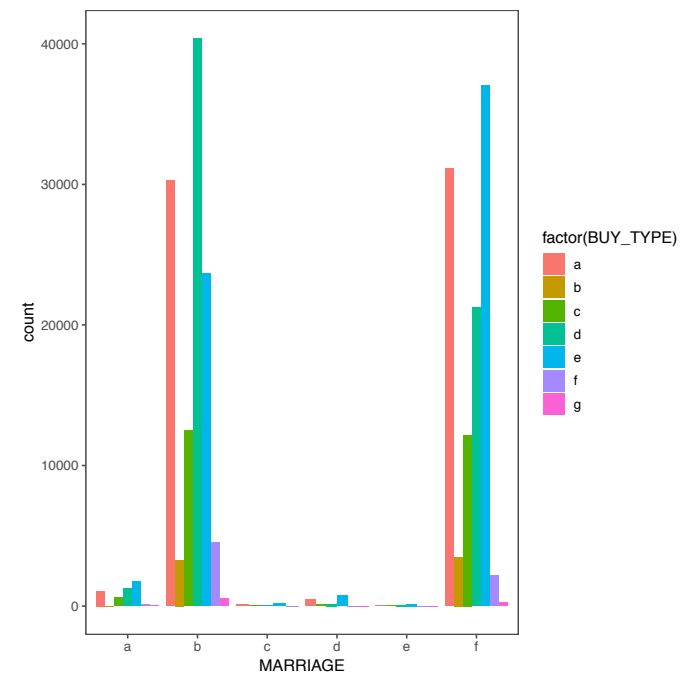 40000
30000
20000
10000
0
count
a b c d e f
MARRIAGE
factor(BUY_TYPE)
a
b
c
d
e
f
g